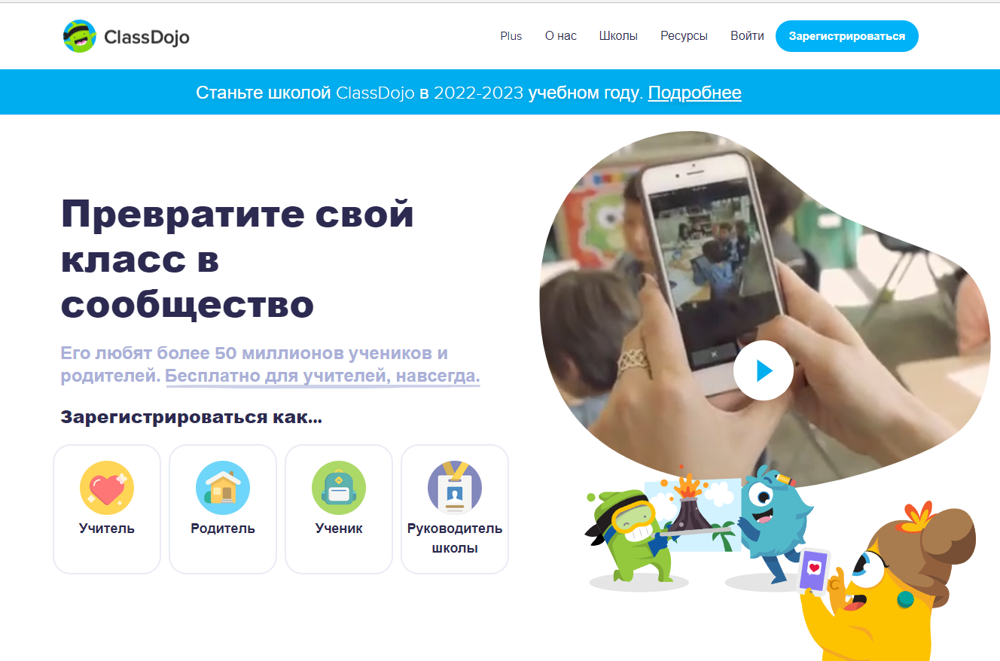 ClassDojo
Plus О нас Школы Ресурсы Войти Зарегистрироваться
Станьте школой ClassDojo в 2022-2023 учебном году. Подробнее
Превратите свой
класс в
сообщество
Его любят более 50 миллионов учеников и
родителей. Бесплатно для учителей, навсегда.
Зарегистрироваться как...
Учитель Родитель Ученик Руководитель
школы